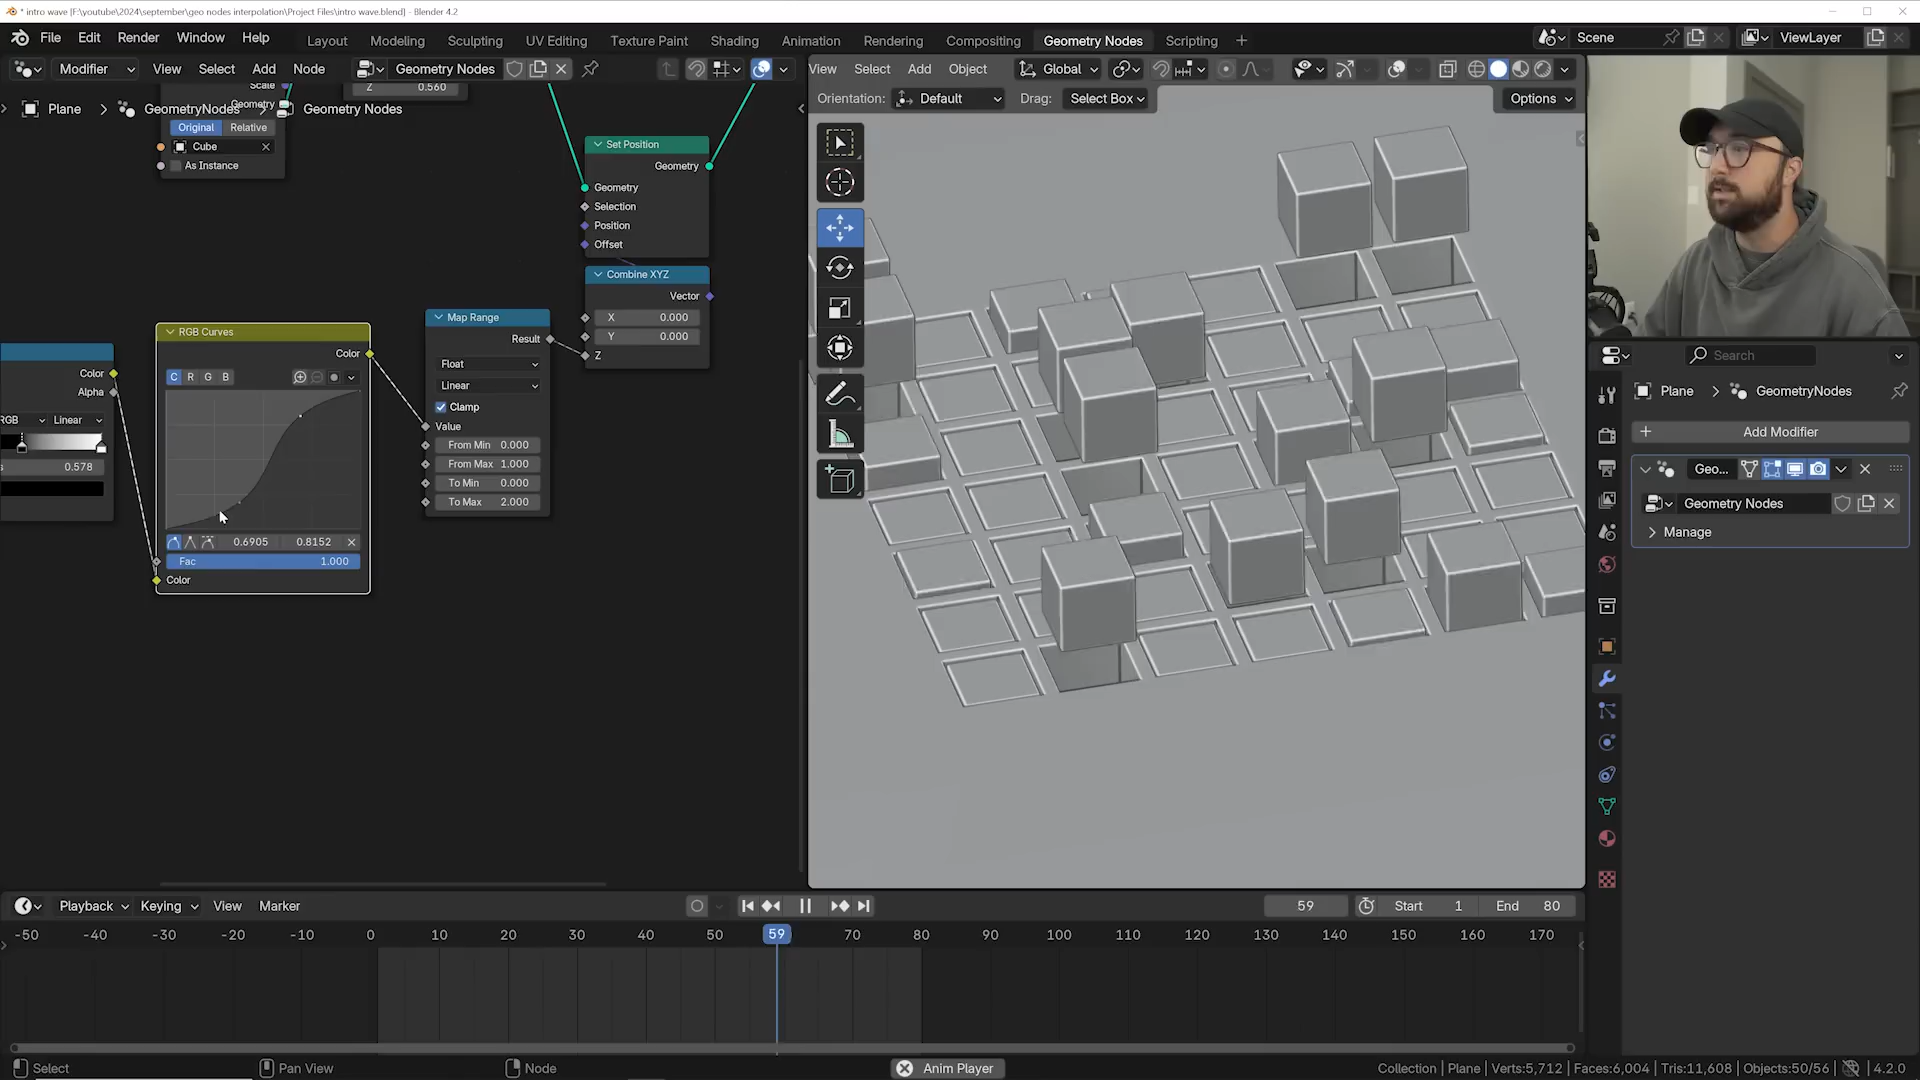 * intro wave [F:\youtube\2024\september\geo nodes interpolation\Project Files\intro wave.blend] - Blender 4.2
File Edit Render Window Help
Layout Modeling Sculpting UV Editing Texture Paint Shading Animation Rendering Compositing Geometry Nodes Scripting +
Scene
ViewLayer
Modifier View Select Add Node Geometry Nodes
View Select Add Object Global
Orientation: Default Drag: Select Box Options
Scale
Z 0.560
Plane > GeometryNodes > Geometry Nodes
Geometry
Original Relative
Cube
As Instance
Set Position
Geometry
Geometry
Selection
Position
Offset
Combine XYZ
Vector
X 0.000
Y 0.000
Z
Map Range
Result
Float
Linear
Clamp
Value
From Min 0.000
From Max 1.000
To Min 0.000
To Max 2.000
RGB Curves
Color
C R G B
0.6905 0.8152
Fac 1.000
Color
Color
Alpha
RGB Linear
s 0.578
Search
Plane > GeometryNodes
+ Add Modifier
Geo...
Geometry Nodes
Manage
Playback Keying View Marker
59 Start 1 End 80
-50 -40 -30 -20 -10 0 10 20 30 40 50 59 70 80 90 100 110 120 130 140 150 160 170
Select Pan View Node Anim Player
Collection | Plane | Verts:5,712 | Faces:6,004 | Tris:11,608 | Objects:50/56 | 4.2.0